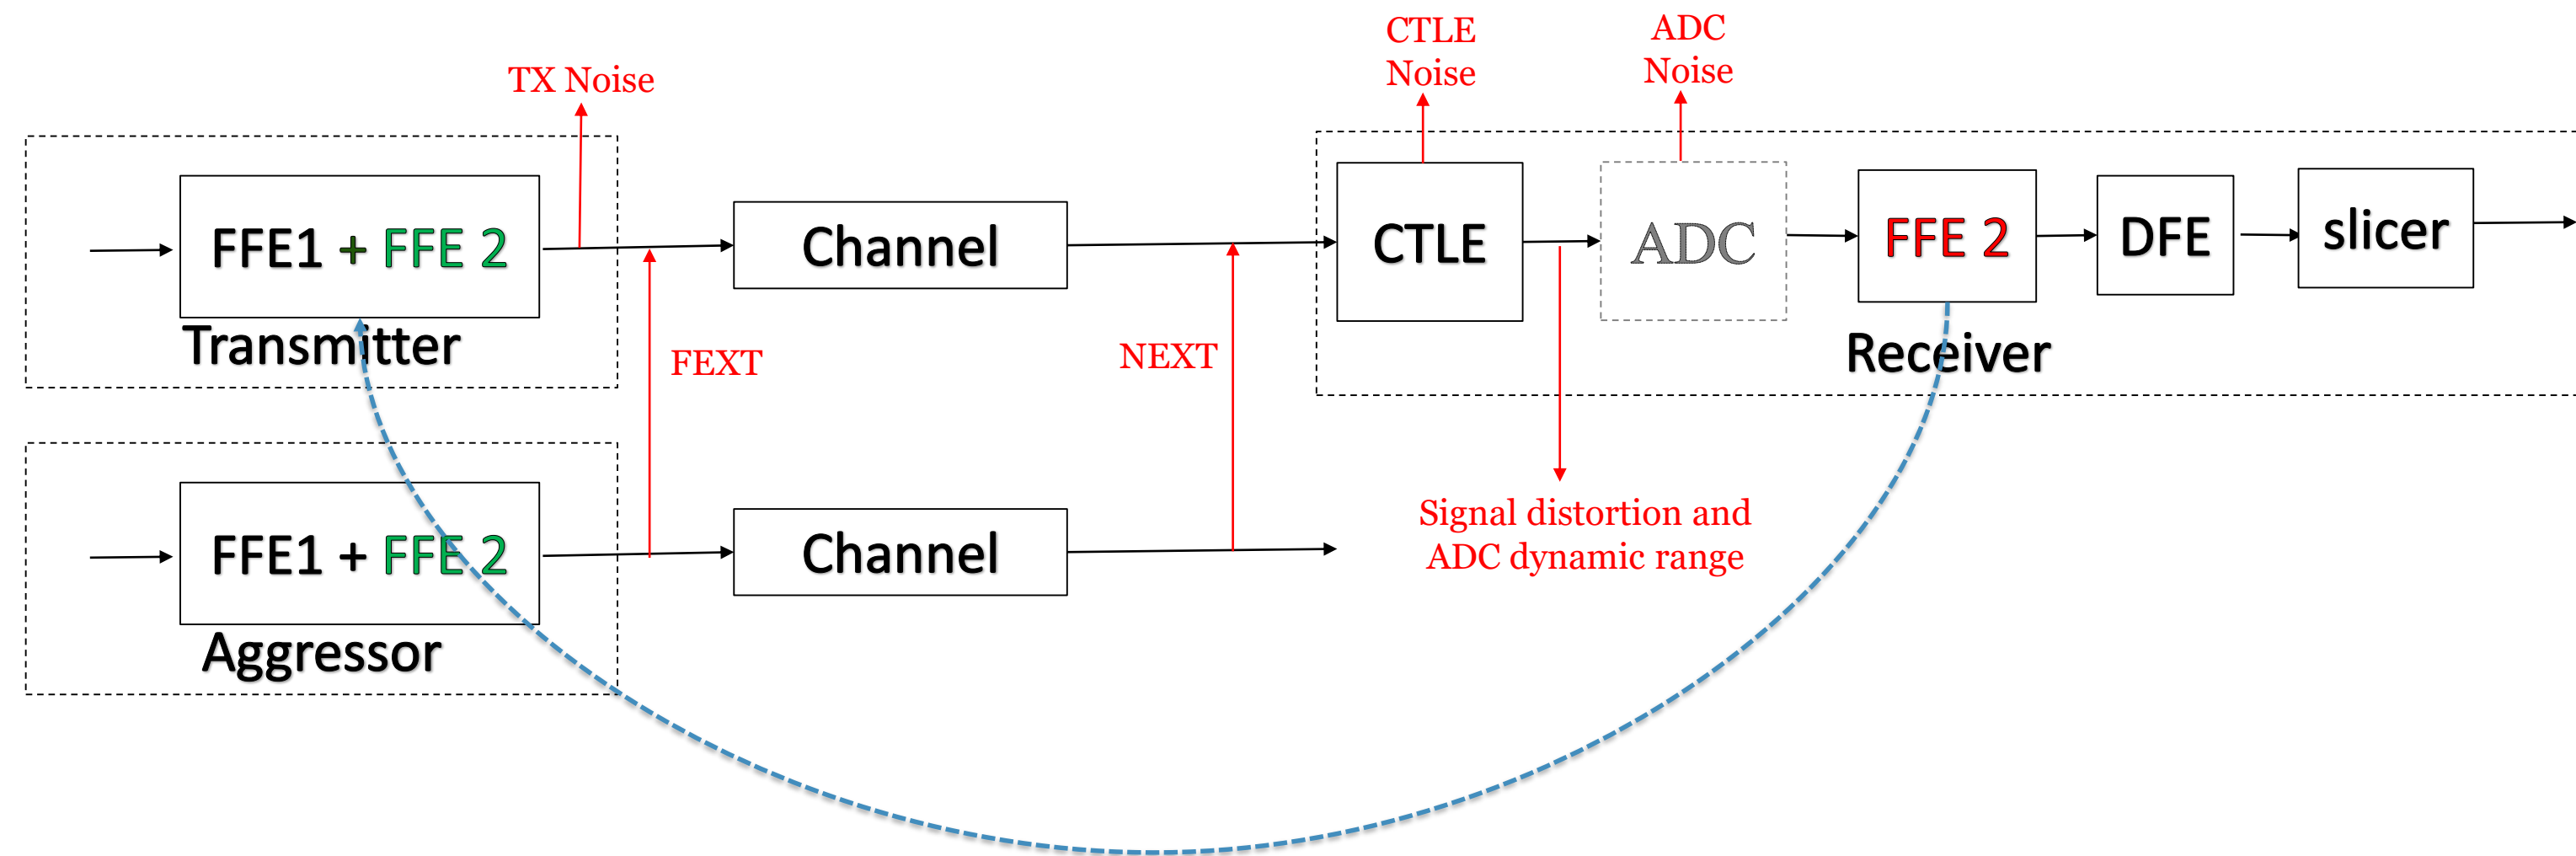 CTLE
Noise
ADC
Noise
TX Noise
FFE1 + FFE 2
Transmitter
Channel
CTLE
ADC
FFE 2
DFE
slicer
Receiver
FEXT
NEXT
FFE1 + FFE 2
Aggressor
Channel
Signal distortion and
ADC dynamic range